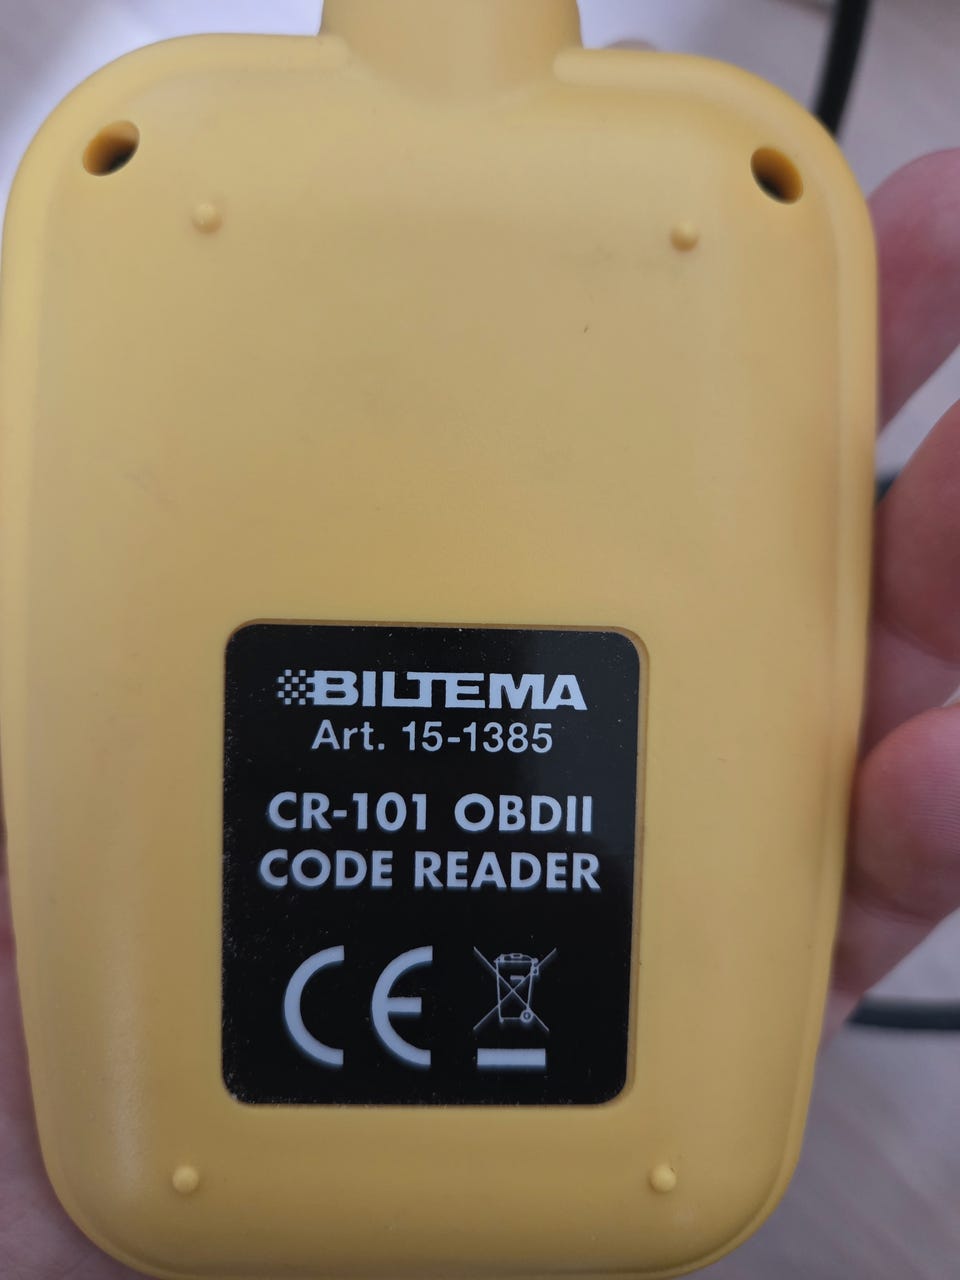 BILTEMA
Art. 15-1385
CR-101 OBDII
CODE READER
CE